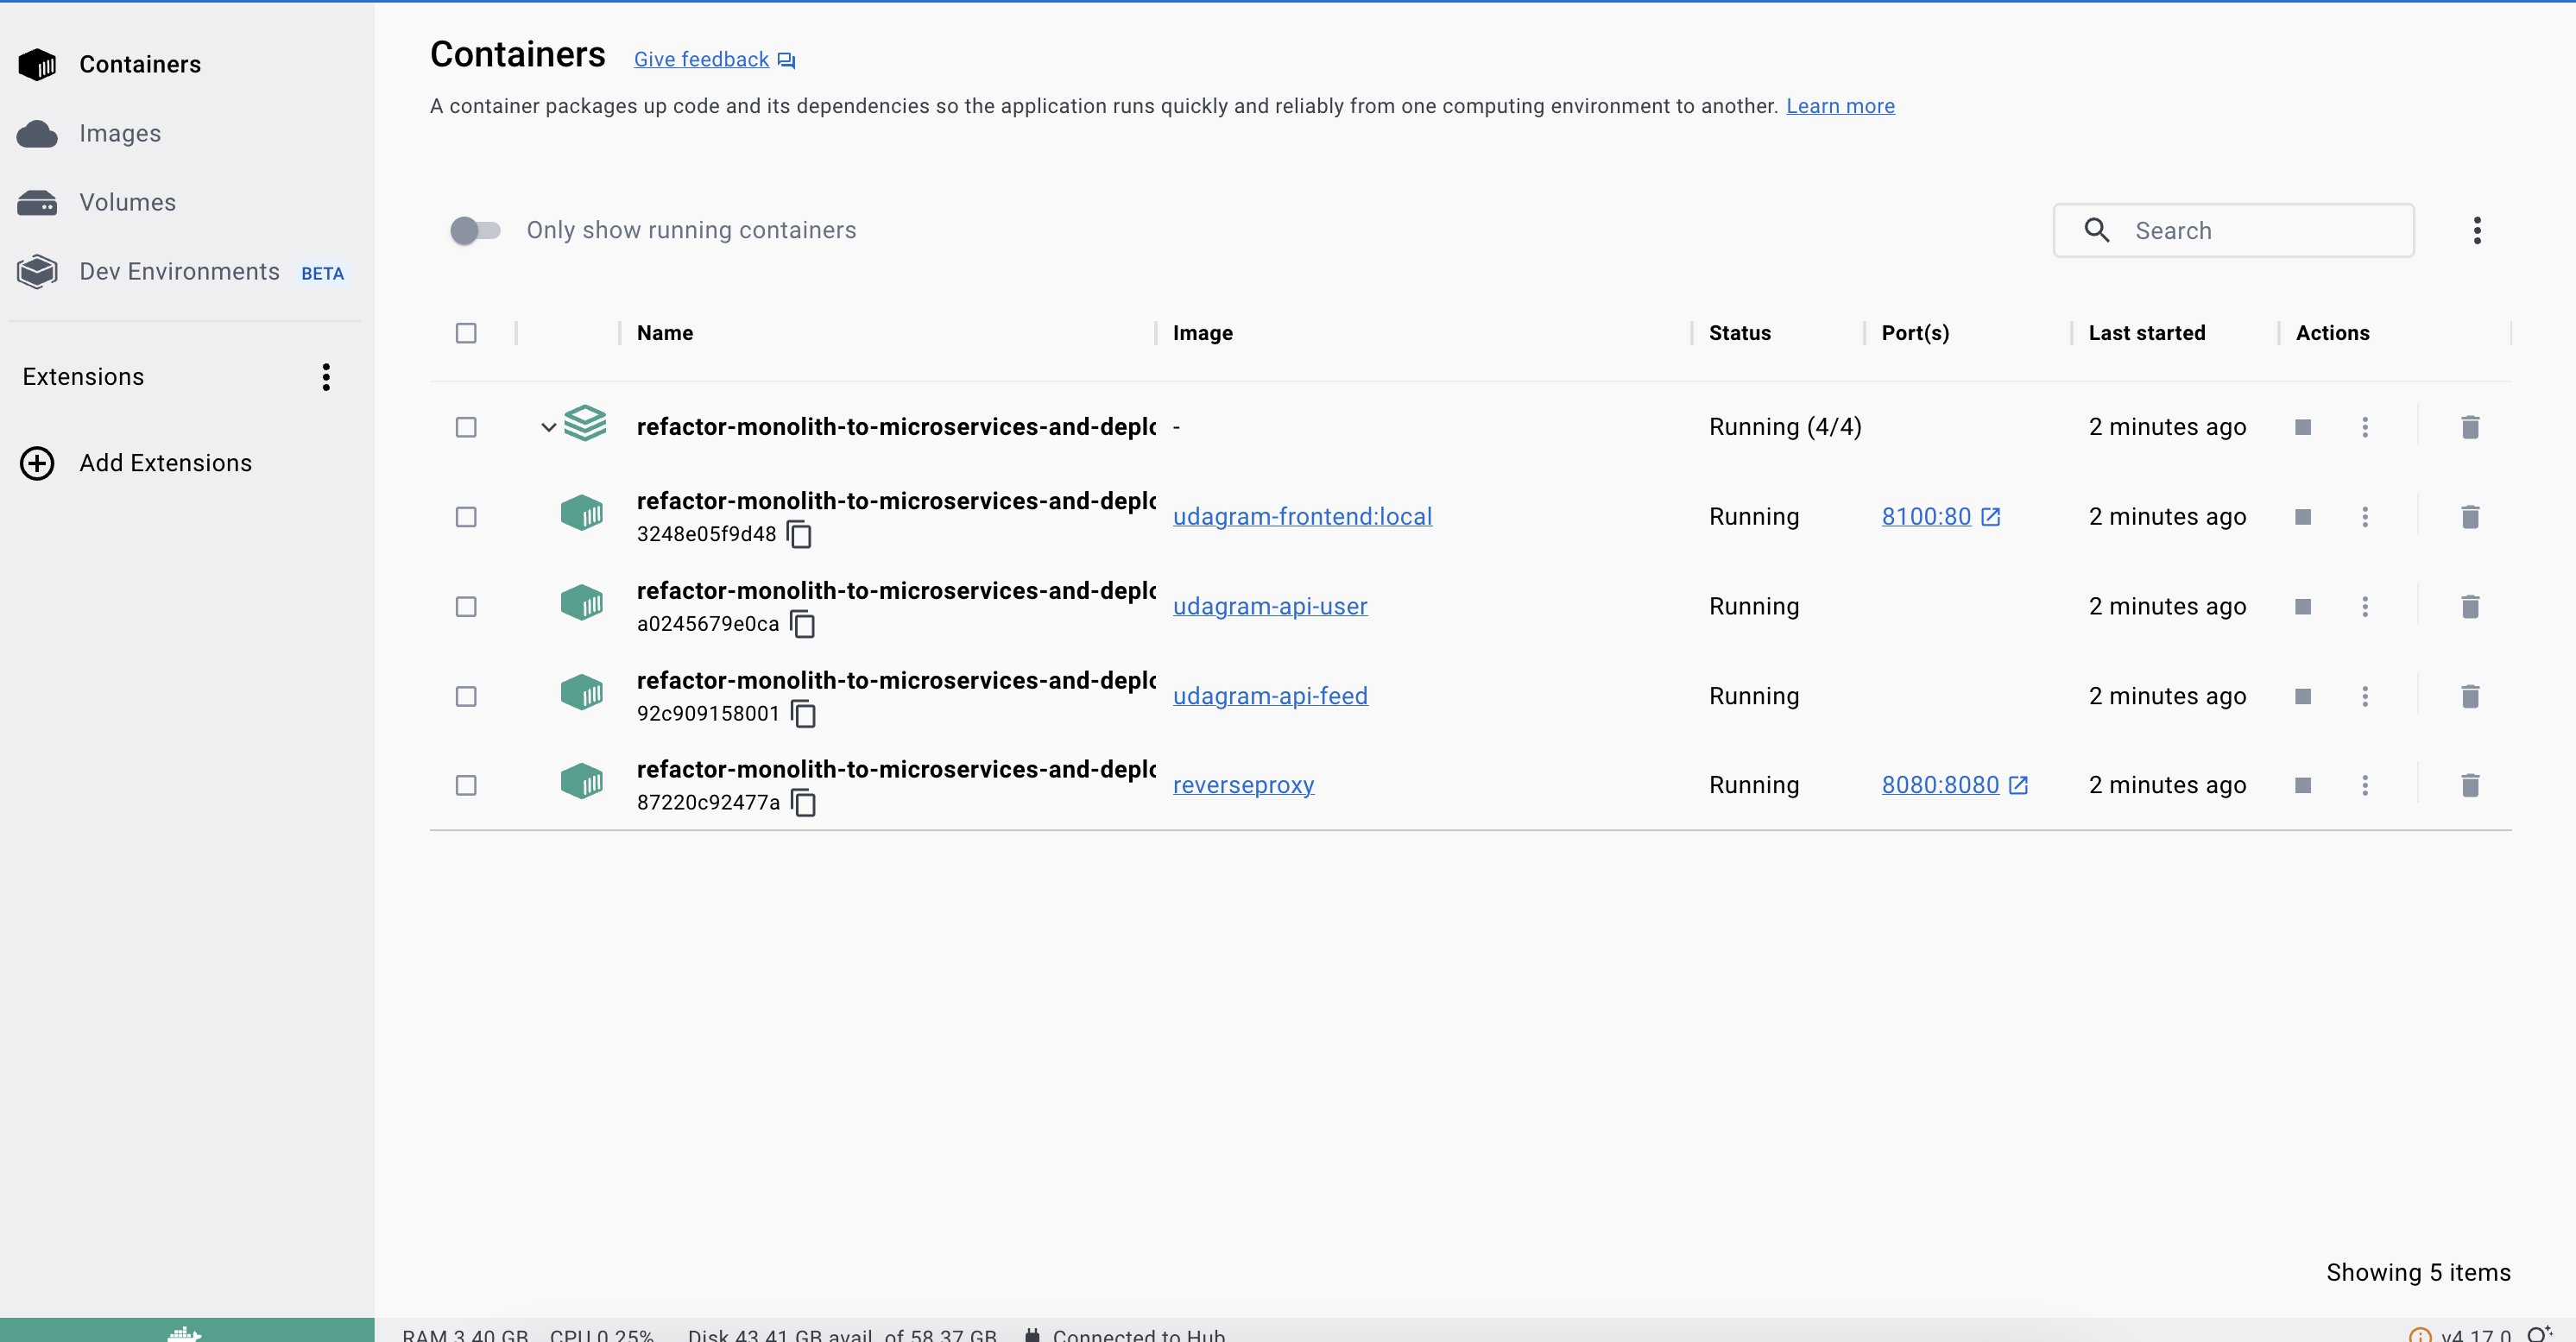 Containers
Images
Volumes
Dev Environments BETA
Extensions
Add Extensions
Containers Give feedback
A container packages up code and its dependencies so the application runs quickly and reliably from one computing environment to another. Learn more
Only show running containers
Search
Name Image Status Port(s) Last started Actions
refactor-monolith-to-microservices-and-deplo - Running (4/4) 2 minutes ago
refactor-monolith-to-microservices-and-deplo
3248e05f9d48
udagram-frontend:local Running 8100:80 2 minutes ago
refactor-monolith-to-microservices-and-deplo
a0245679e0ca
udagram-api-user Running 2 minutes ago
refactor-monolith-to-microservices-and-deplo
92c909158001
udagram-api-feed Running 2 minutes ago
refactor-monolith-to-microservices-and-deplo
87220c92477a
reverseproxy Running 8080:8080 2 minutes ago
Showing 5 items
RAM 3.40 GB CPU 0.25% Disk 43.41 GB avail. of 58.37 GB Connected to Hub v4.17.0